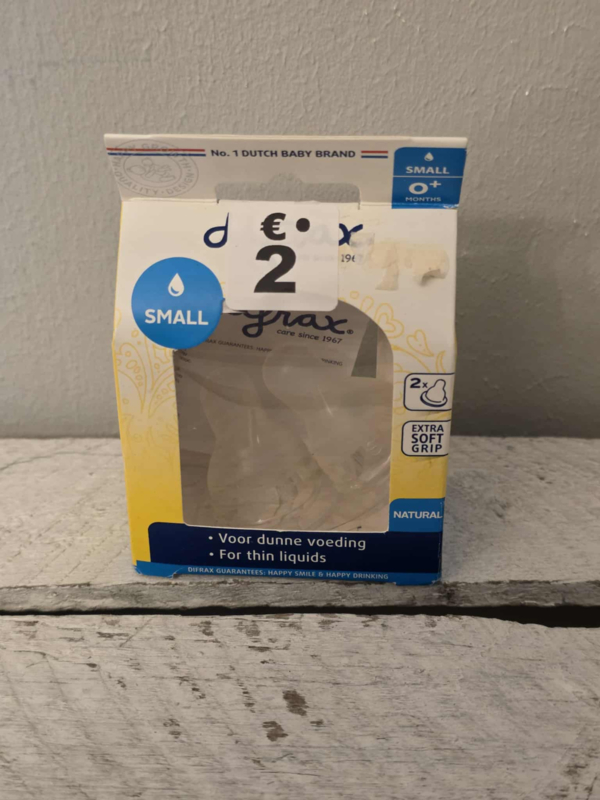 No. 1 DUTCH BABY BRAND
SMALL
0+
MONTHS
€
2
SMALL
care since 1967
2x
EXTRA
SOFT
GRIP
NATURAL
• Voor dunne voeding
• For thin liquids
DIFRAX GUARANTEES: HAPPY SMILE & HAPPY DRINKING